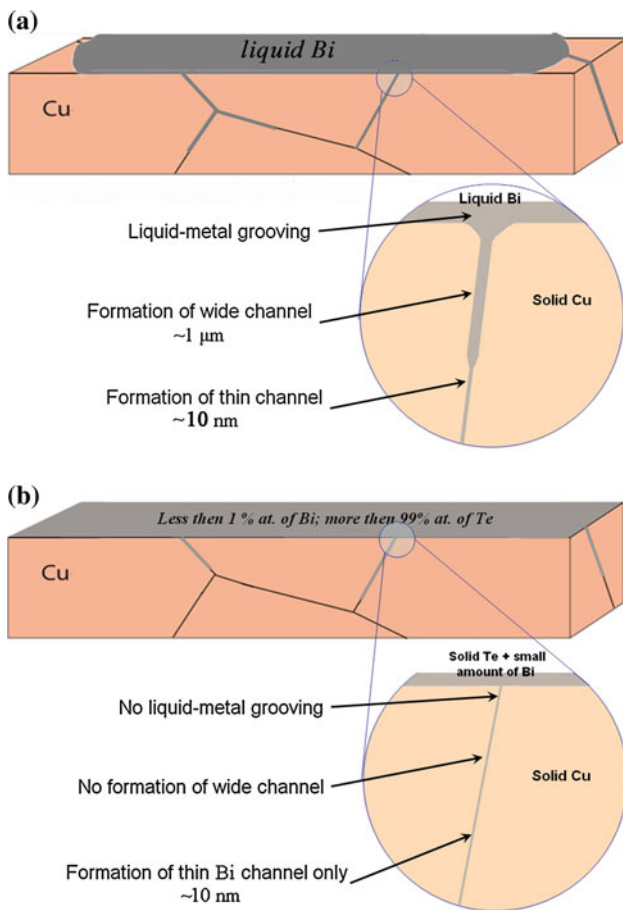 (a)
liquid Bi
Cu
Liquid Bi
Liquid-metal grooving
Solid Cu
Formation of wide channel
~1 µm
Formation of thin channel
~10 nm
(b)
Less then 1 % at. of Bi; more then 99% at. of Te
Cu
Solid Te + small
amount of Bi
No liquid-metal grooving
No formation of wide channel
Solid Cu
Formation of thin Bi channel only
~10 nm